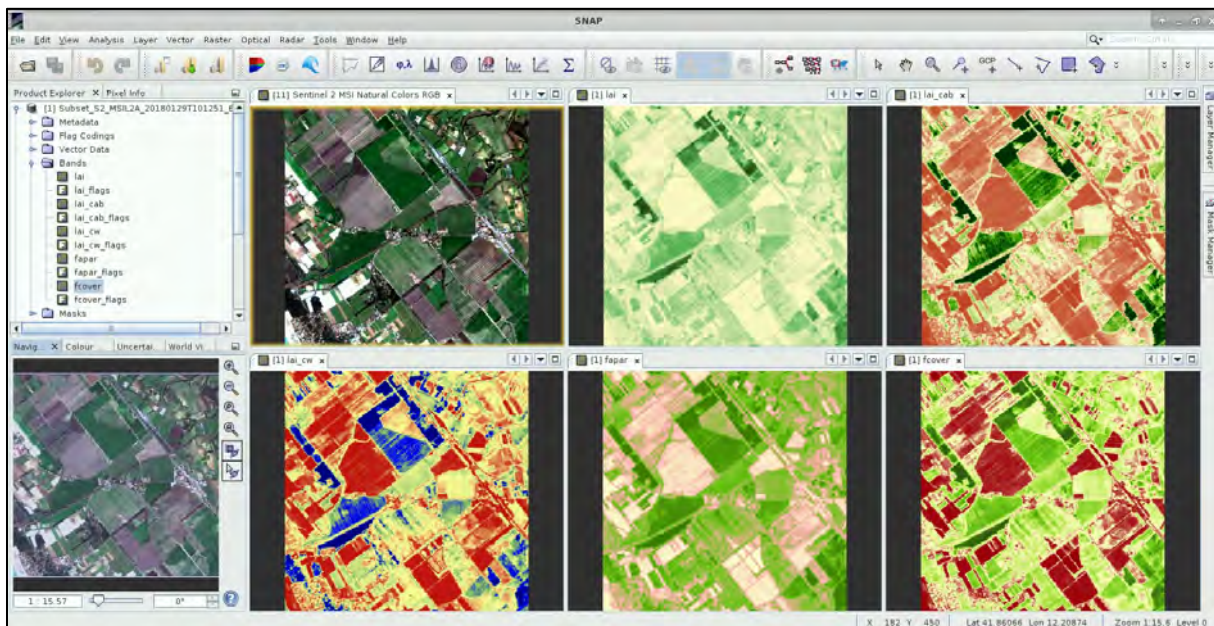 SNAP
File Edit View Analysis Layer Vector Raster Optical Radar Tools Window Help
Product Explorer Pixel Info
[1] Subset_S2_MSIL2A_20180129T101251_
Metadata
Flag Codings
Vector Data
Bands
lai
lai_flags
lai_cab
lai_cab_flags
lai_cw
lai_cw_flags
fapar
fapar_flags
fcover
fcover_flags
Masks
Navig... Colour ... Uncertai... World Vi...
1 : 15.57
0°
[11] Sentinel 2 MSI Natural Colors RGB
[1] lai
[1] lai_cab
[1] lai_cw
[1] fapar
[1] fcover
GCP
Layer Manager
Mask Manager
X 182 Y 450 Lat 41.86066 Lon 12.20874 Zoom 1:15.6 Level 0